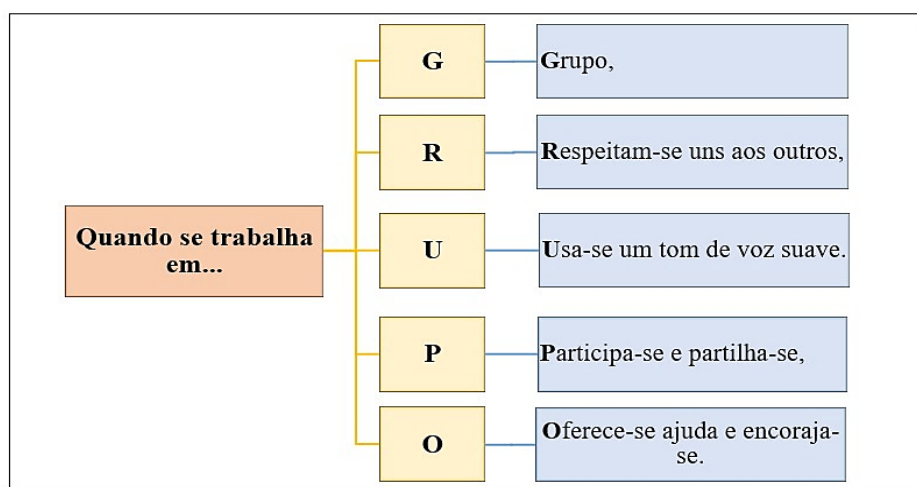 G
Grupo,
R
Respeitam-se uns aos outros,
Quando se trabalha
em...
U
Usa-se um tom de voz suave.
P
Participa-se e partilha-se,
O
Oferece-se ajuda e encoraja-
se.